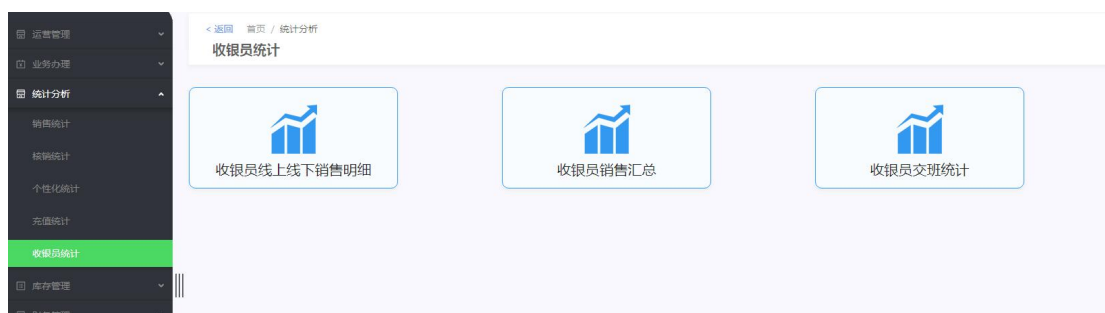 运营管理
业务办理
统计分析
销售统计
核销统计
个性化统计
充值统计
收银员统计
库存管理
<返回 首页 / 统计分析
收银员统计
收银员线上线下销售明细
收银员销售汇总
收银员交班统计